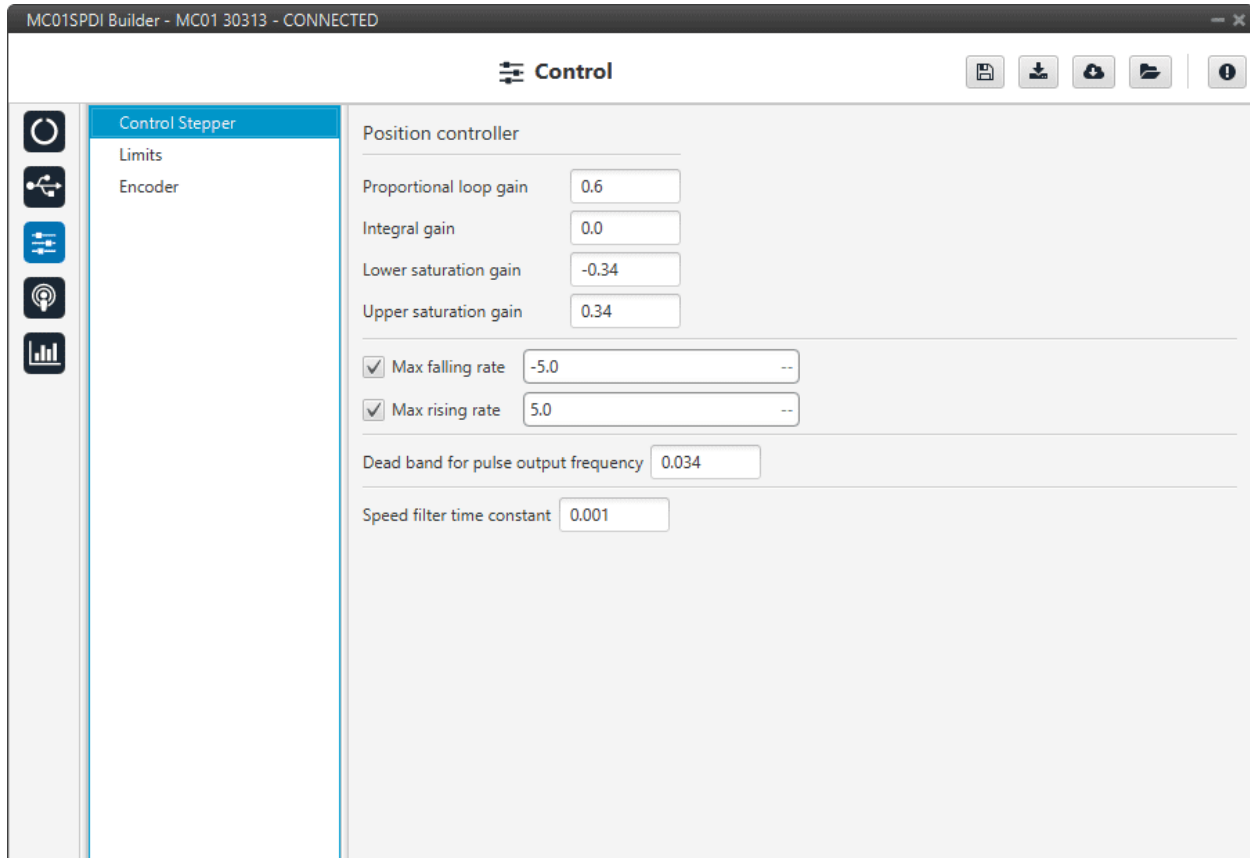 MC01SPDI Builder - MC01 30313 - CONNECTED
Control
Control Stepper
Limits
Encoder
Position controller
Proportional loop gain 0.6
Integral gain 0.0
Lower saturation gain -0.34
Upper saturation gain 0.34
Max falling rate -5.0 --
Max rising rate 5.0 --
Dead band for pulse output frequency 0.034
Speed filter time constant 0.001